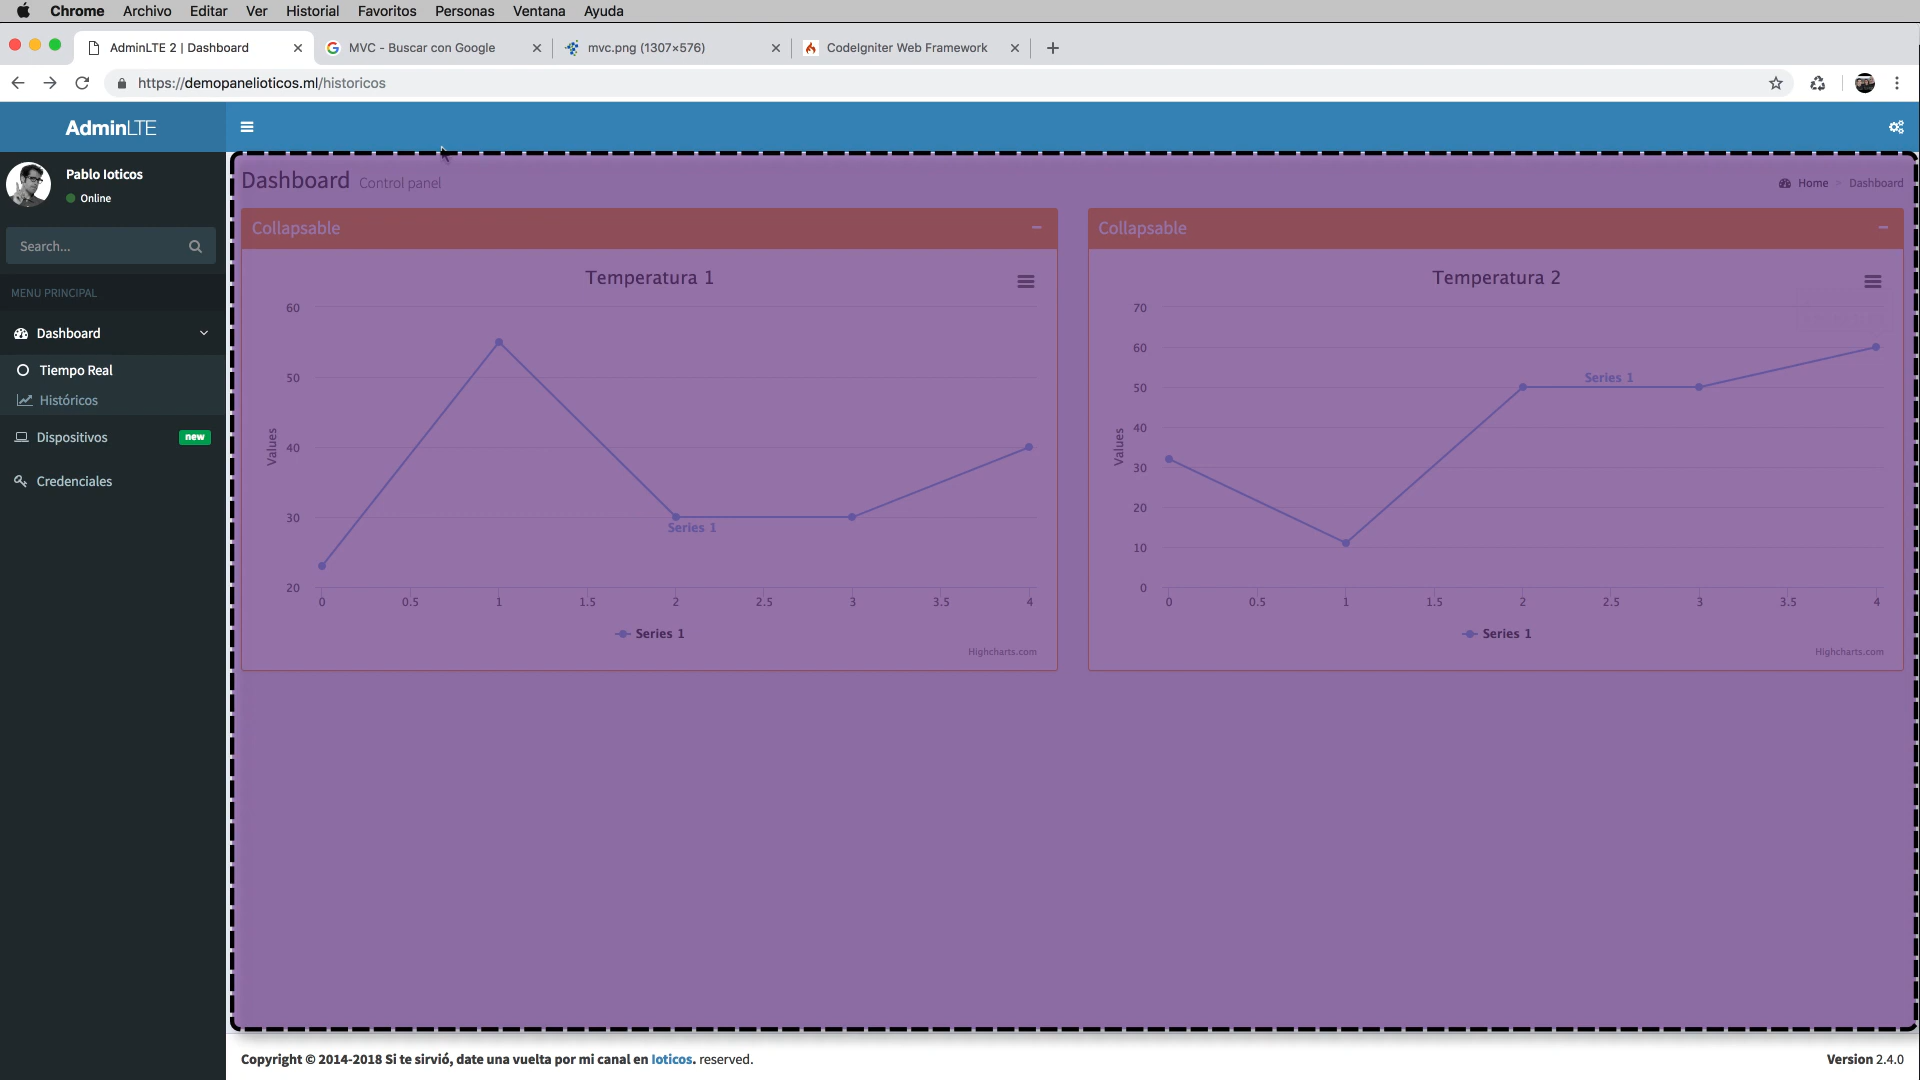 Chrome Archivo Editar Ver Historial Favoritos Personas Ventana Ayuda
AdminLTE 2 | Dashboard MVC - Buscar con Google mvc.png (1307×576) CodeIgniter Web Framework
https://demopanelioticos.ml/historicos
AdminLTE
Pablo Ioticos
Online
Search...
MENU PRINCIPAL
Dashboard
Tiempo Real
Históricos
Dispositivos new
Credenciales
Dashboard Control panel
Home > Dashboard
Collapsable
Temperatura 1
60
50
40
30
20
Values
Series 1
0 0.5 1 1.5 2 2.5 3 3.5 4
Series 1
Highcharts.com
Collapsable
Temperatura 2
70
60
50
40
30
20
10
0
Values
Series 1
0 0.5 1 1.5 2 2.5 3 3.5 4
Series 1
Highcharts.com
Copyright © 2014-2018 Si te sirvió, date una vuelta por mi canal en Ioticos. reserved.
Version 2.4.0